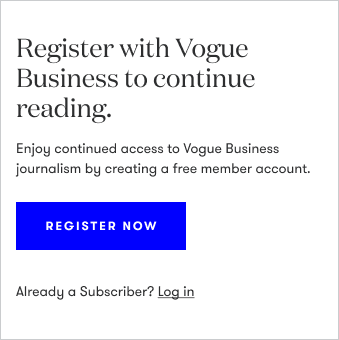 Register with Vogue
Business to continue
reading.
Enjoy continued access to Vogue Business
journalism by creating a free member account.
REGISTER NOW
Already a Subscriber? Log in